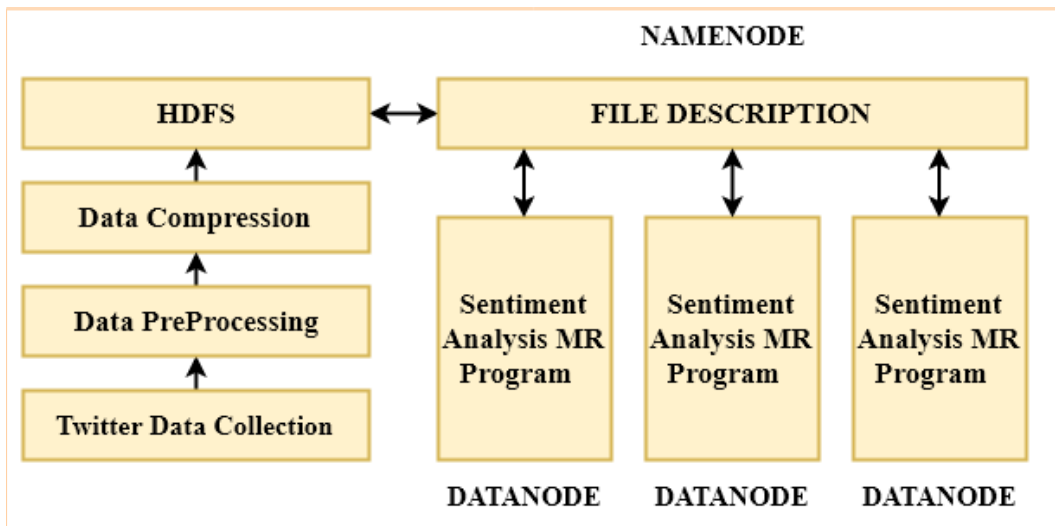 NAMENODE
HDFS
FILE DESCRIPTION
Data Compression
Data PreProcessing
Twitter Data Collection
Sentiment
Analysis MR
Program
Sentiment
Analysis MR
Program
Sentiment
Analysis MR
Program
DATANODE
DATANODE
DATANODE